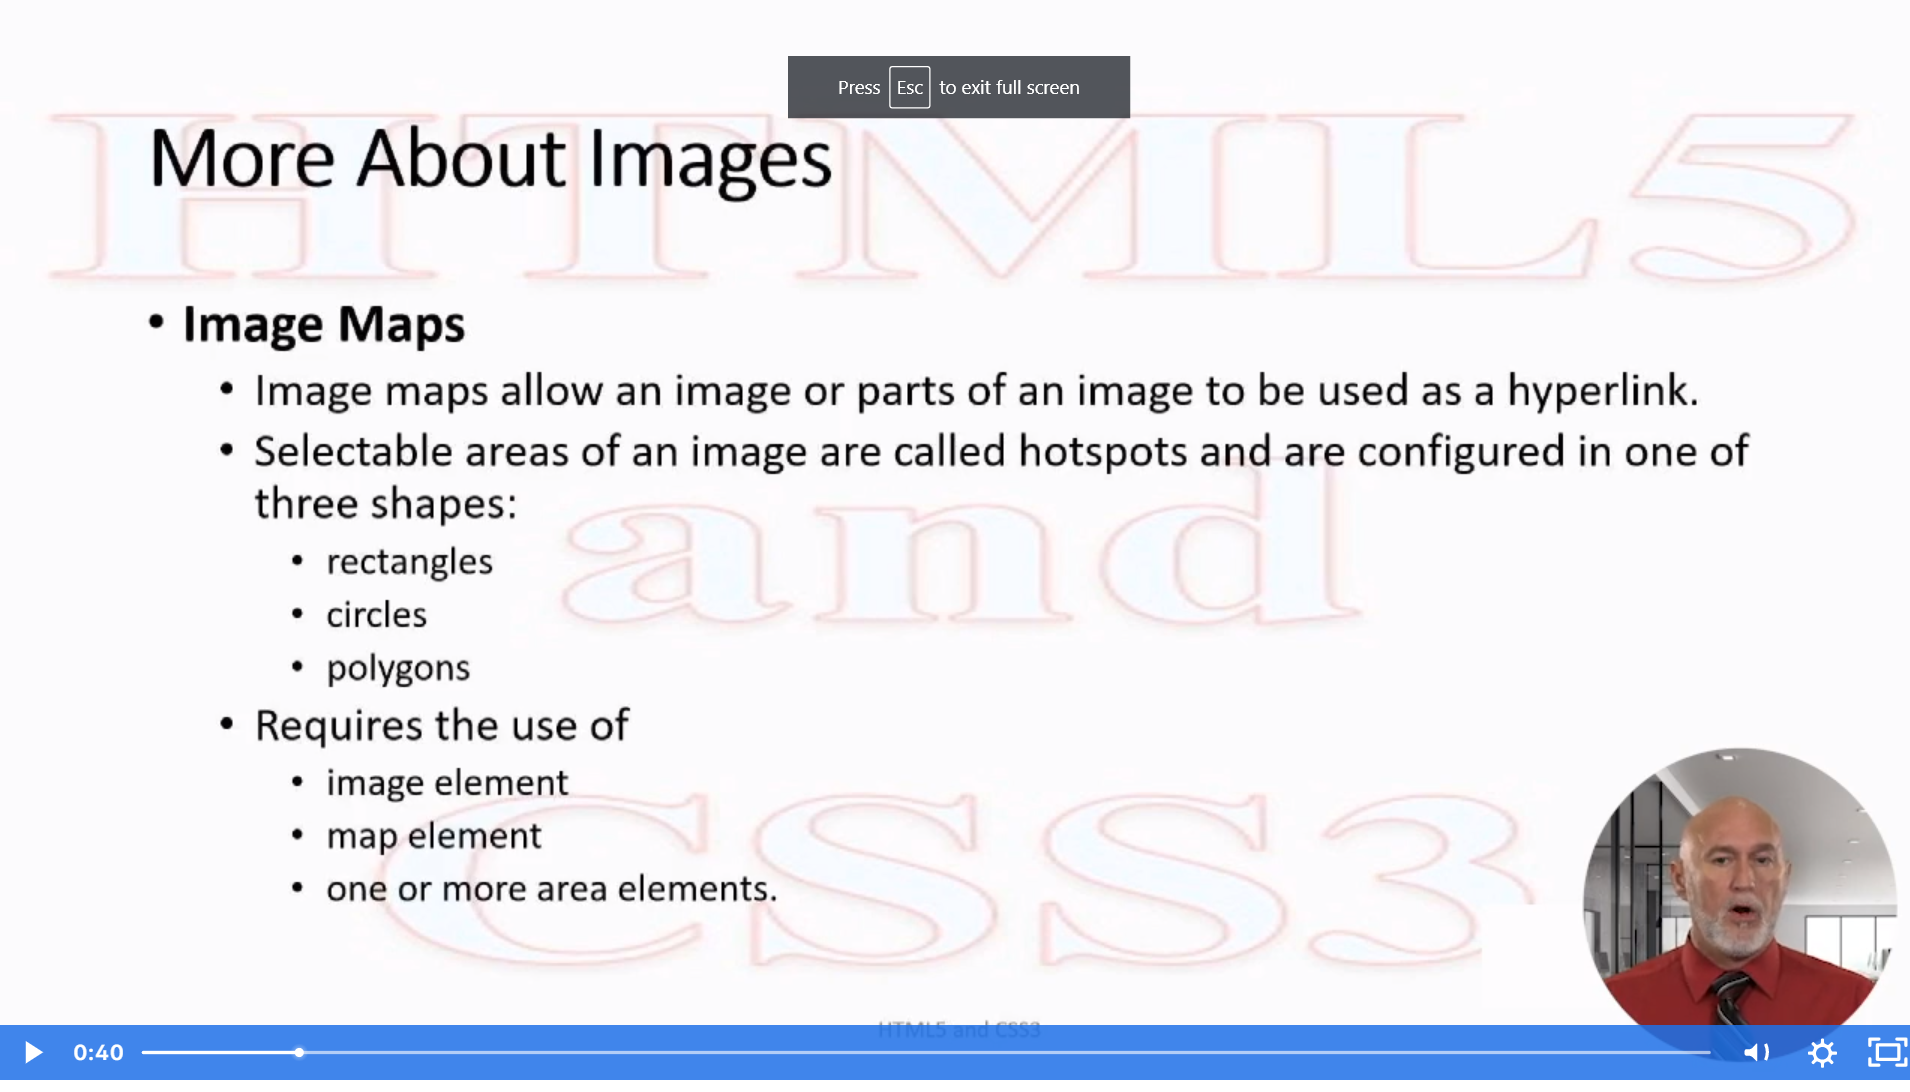 Press Esc to exit full screen
HTML5
More About Images
• Image Maps
• Image maps allow an image or parts of an image to be used as a hyperlink.
• Selectable areas of an image are called hotspots and are configured in one of
three shapes:
• rectangles
• circles
• polygons
and
• Requires the use of
• image element
• map element
• one or more area elements.
CSS3
HTML5 and CSS3
0:40